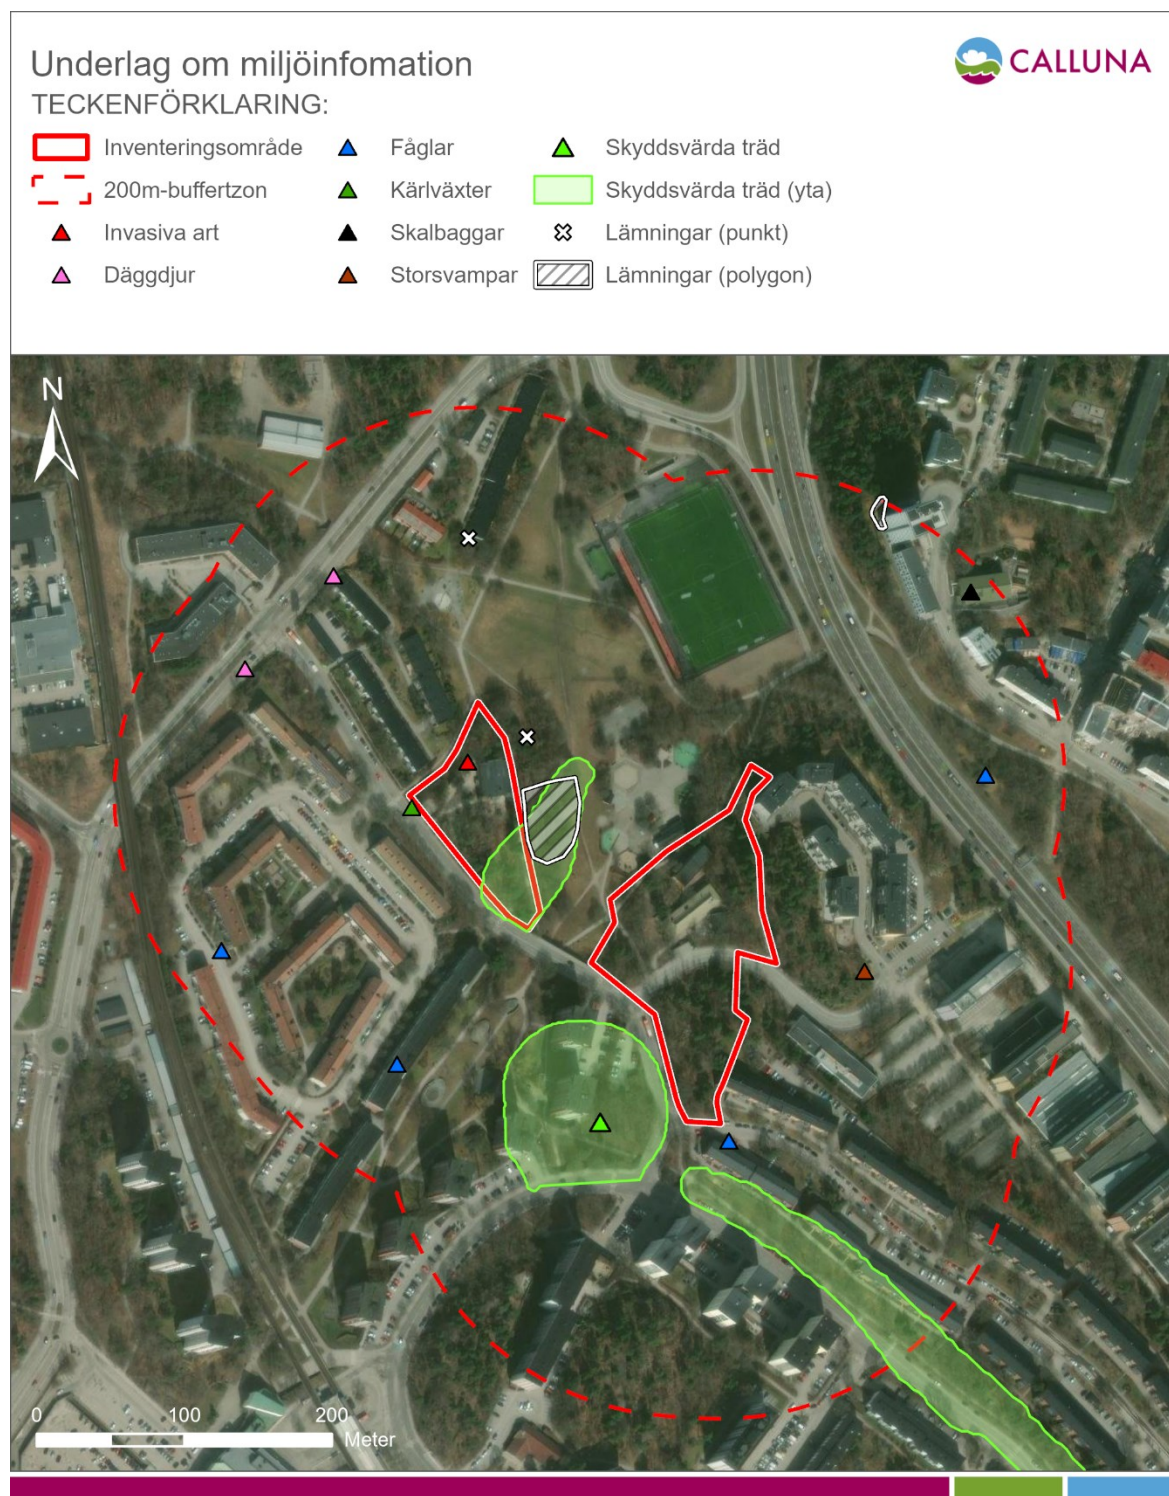 Underlag om miljöinfomation
CALLUNA
TECKENFÖRKLARING:
Inventeringsområde
Fåglar
Skyddsvärda träd
200m-buffertzon
Kärlväxter
Skyddsvärda träd (yta)
Invasiva art
Skalbaggar
Lämningar (punkt)
Däggdjur
Storsvampar
Lämningar (polygon)
N
0 100 200
Meter